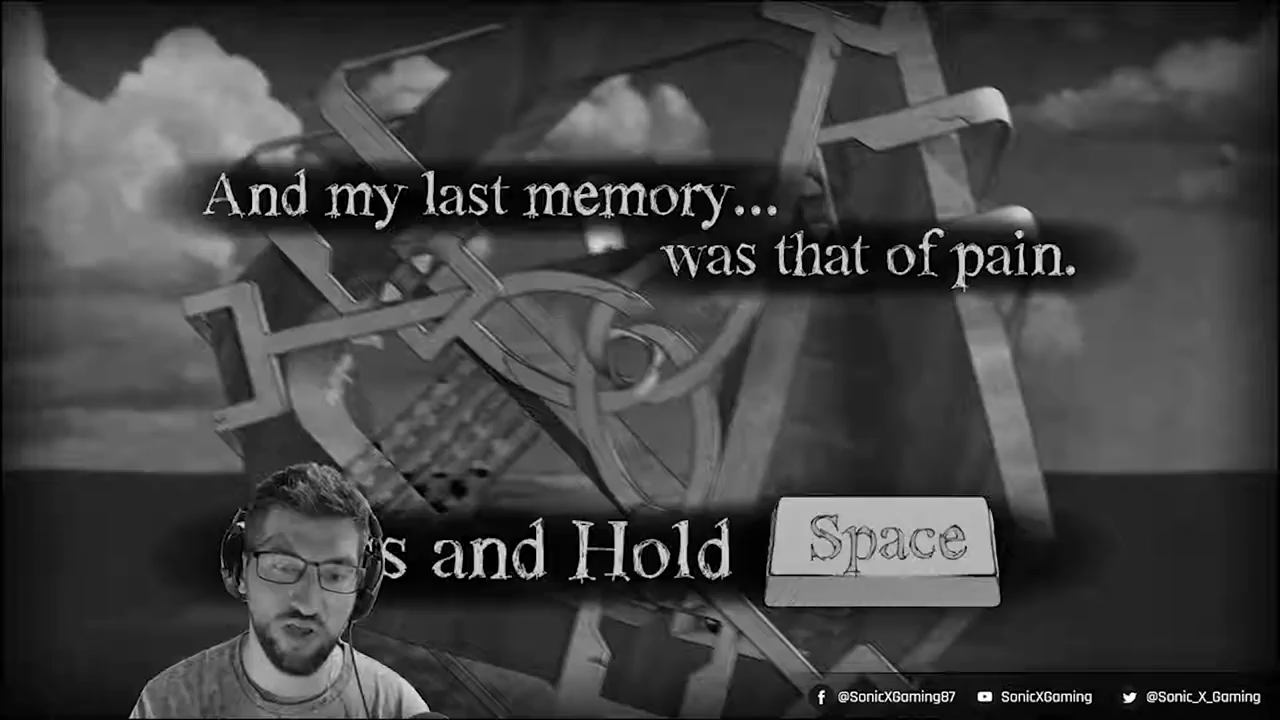 And my last memory...
was that of pain.
and Hold Space
@SonicXGaming87 SonicXGaming @Sonic_X_Gaming